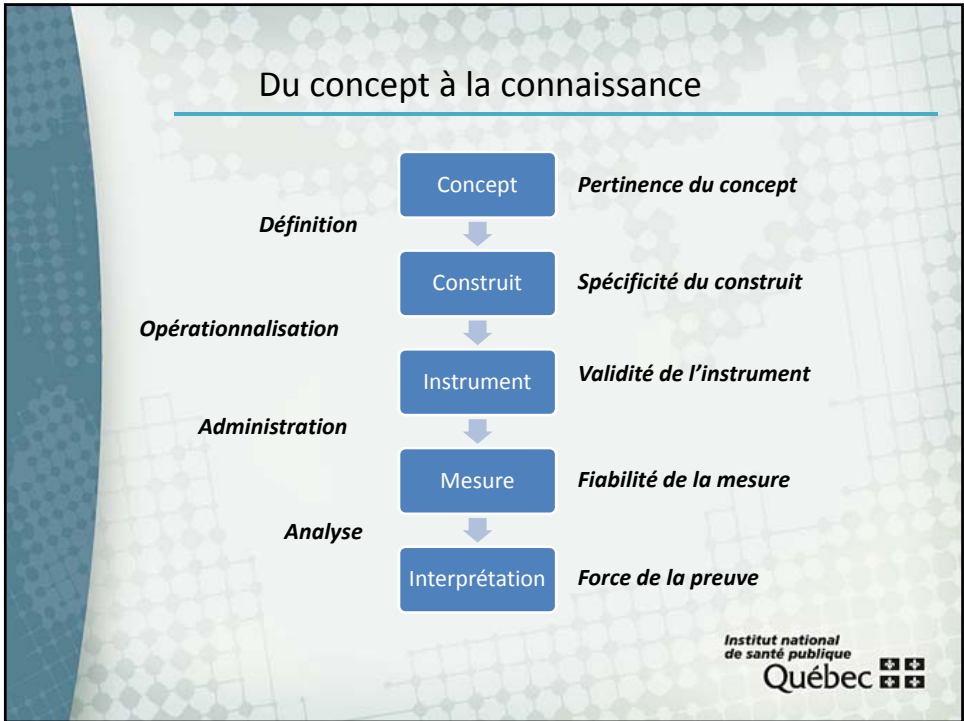 Du concept à la connaissance
Concept
Pertinence du concept
Définition
Construit
Spécificité du construit
Opérationnalisation
Instrument
Validité de l’instrument
Administration
Mesure
Fiabilité de la mesure
Analyse
Interprétation
Force de la preuve
Institut national
de santé publique
Québec